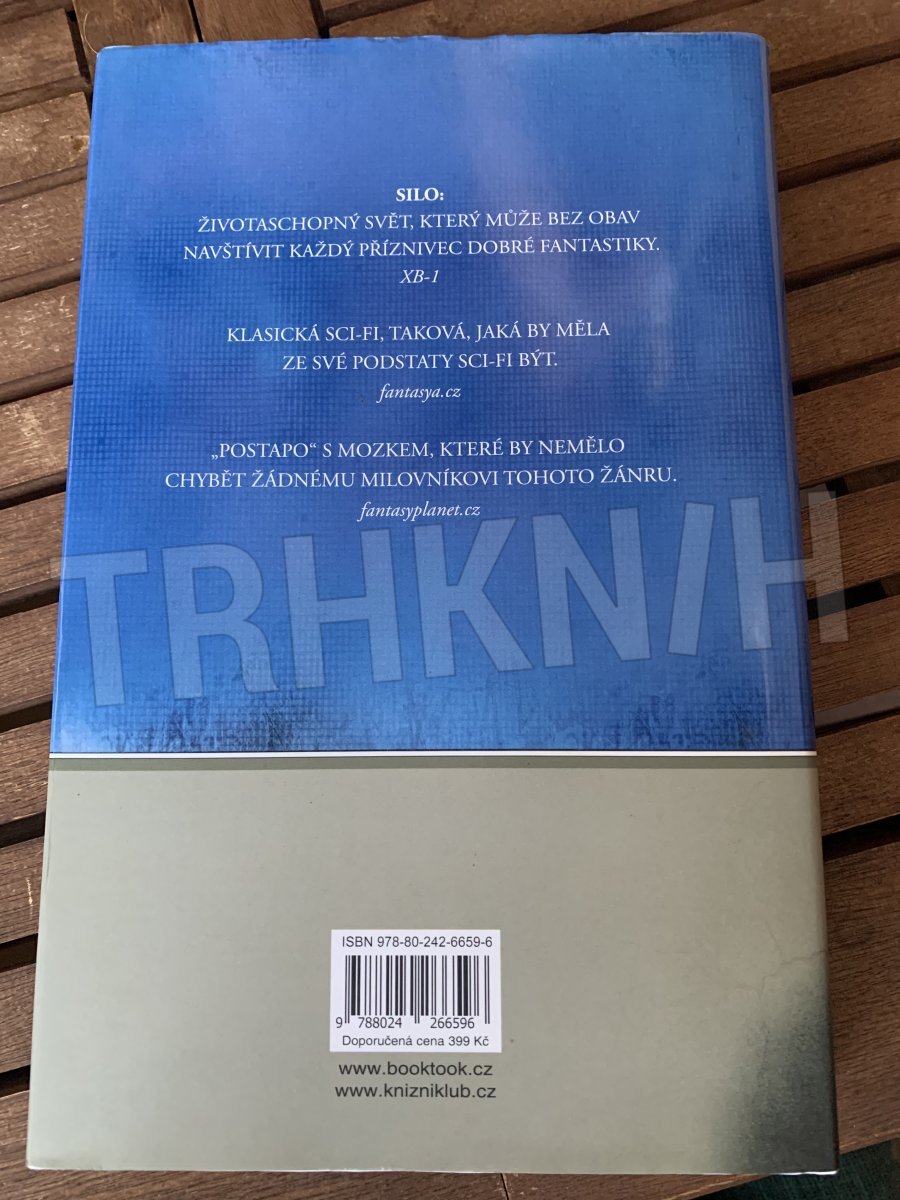 SILO:
ŽIVOTASCHOPNÝ SVĚT, KTERÝ MŮŽE BEZ OBAV
NAVŠTÍVIT KAŽDÝ PŘÍZNIVEC DOBRÉ FANTASTIKY.
XB-1
KLASICKÁ SCI-FI, TAKOVÁ, JAKÁ BY MĚLA
ZE SVÉ PODSTATY SCI-FI BÝT.
fantasya.cz
„POSTAPO“ S MOZKEM, KTERÉ BY NEMĚLO
CHYBĚT ŽÁDNÉMU MILOVNÍKOVI TOHOTO ŽÁNRU.
fantasyplanet.cz
TRHKNIH
ISBN 978-80-242-6659-6
9 788024 266596
Doporučená cena 399 Kč
www.booktook.cz
www.knizniklub.cz